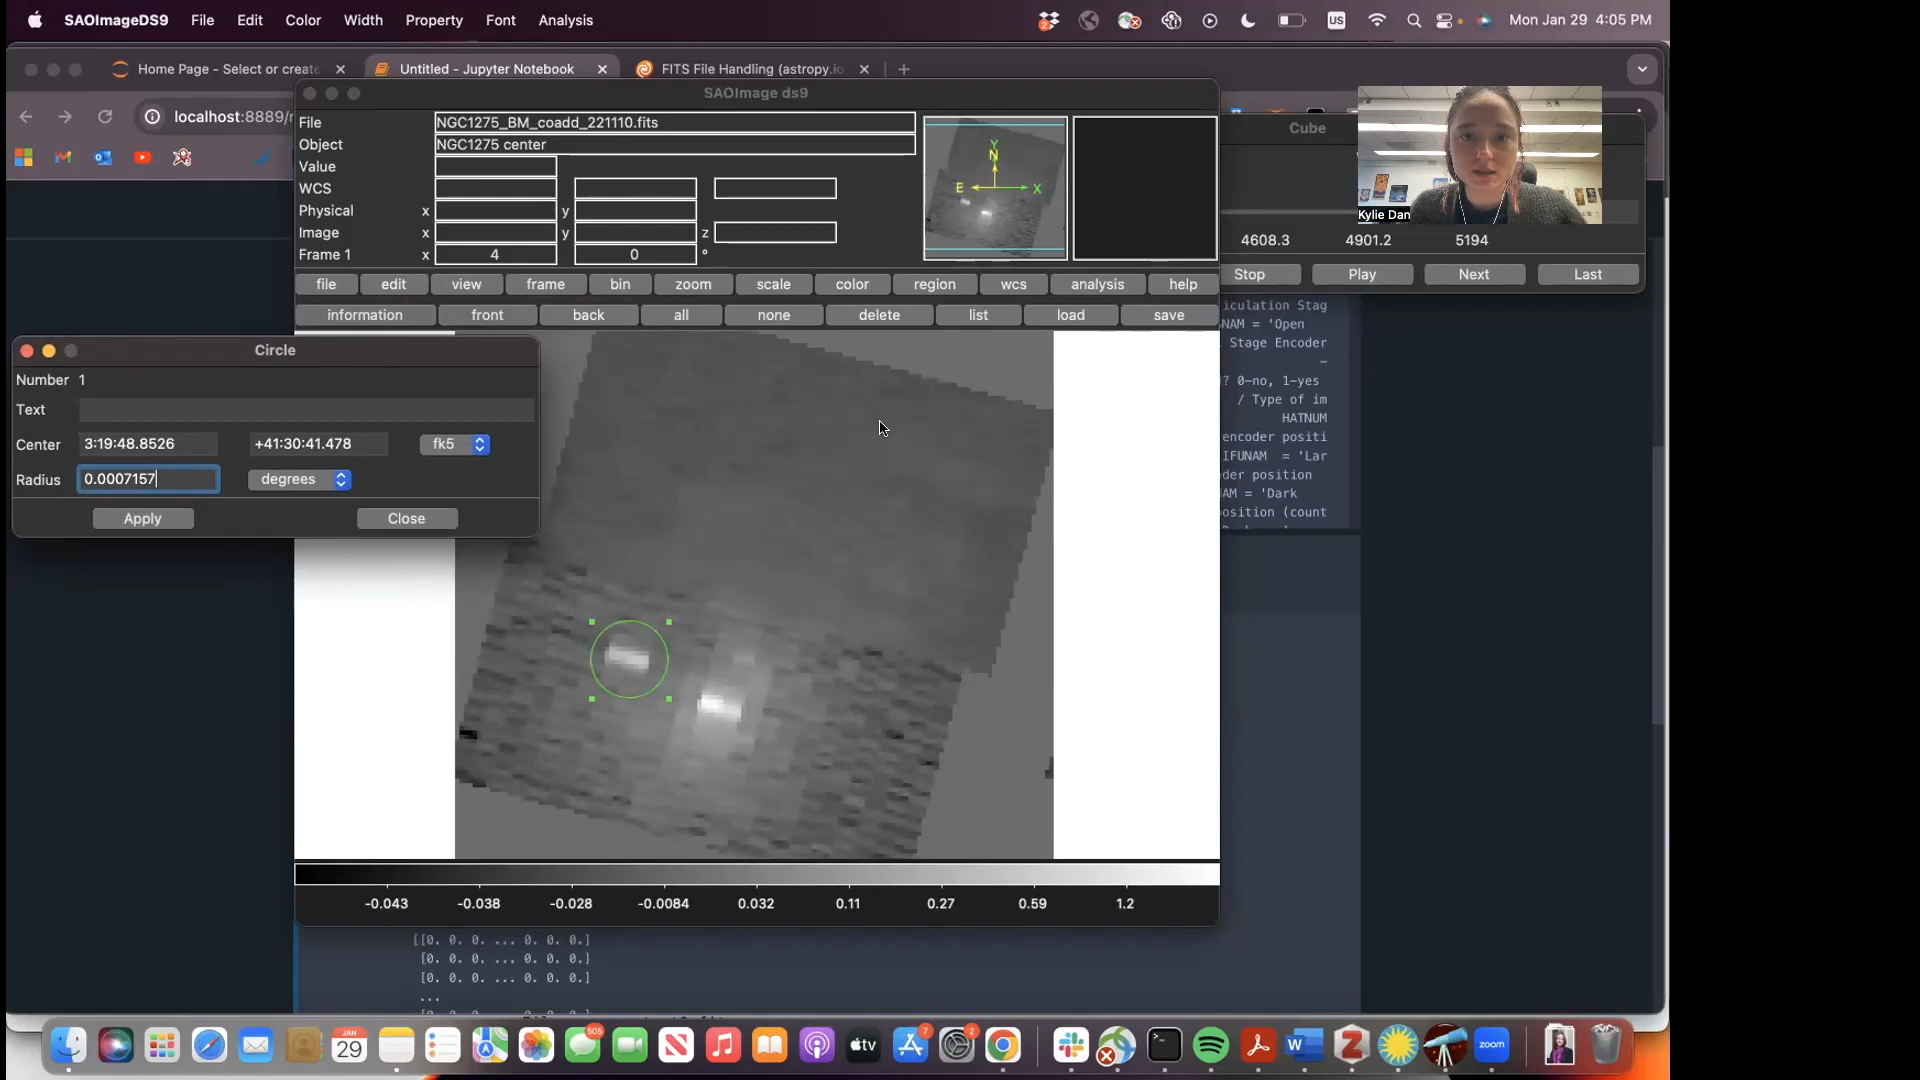 SAOImageDS9 File Edit Color Width Property Font Analysis
US Mon Jan 29 4:05 PM
Home Page - Select or create
Untitled - Jupyter Notebook
FITS File Handling (astropy.io
localhost:8889/
SAOImage ds9
Cube
File NGC1275_BM_coadd_221110.fits
Object NGC1275 center
Value
WCS
Physical x y
Image x y z
Frame 1 x 4 0 °
Y
N
E X
Kylie Dan
4608.3 4901.2 5194
Stop Play Next Last
file edit view frame bin zoom scale color region wcs analysis help
information front back all none delete list load save
Circle
Number 1
Text
Center 3:19:48.8526 +41:30:41.478 fk5
Radius 0.0007157 degrees
Apply Close
iculation Stag
NAM = 'Open
Stage Encoder
? 0-no, 1-yes
/ Type of im
HATNUM
encoder positi
IFUNAM = 'Lar
der position
AM = 'Dark
osition (count
-0.043 -0.038 -0.028 -0.0084 0.032 0.11 0.27 0.59 1.2
[[0. 0. 0. ... 0. 0. 0.]
[0. 0. 0. ... 0. 0. 0.]
[0. 0. 0. ... 0. 0. 0.]
...
JAN
29
505
tv
7
2
W
Z
zoom